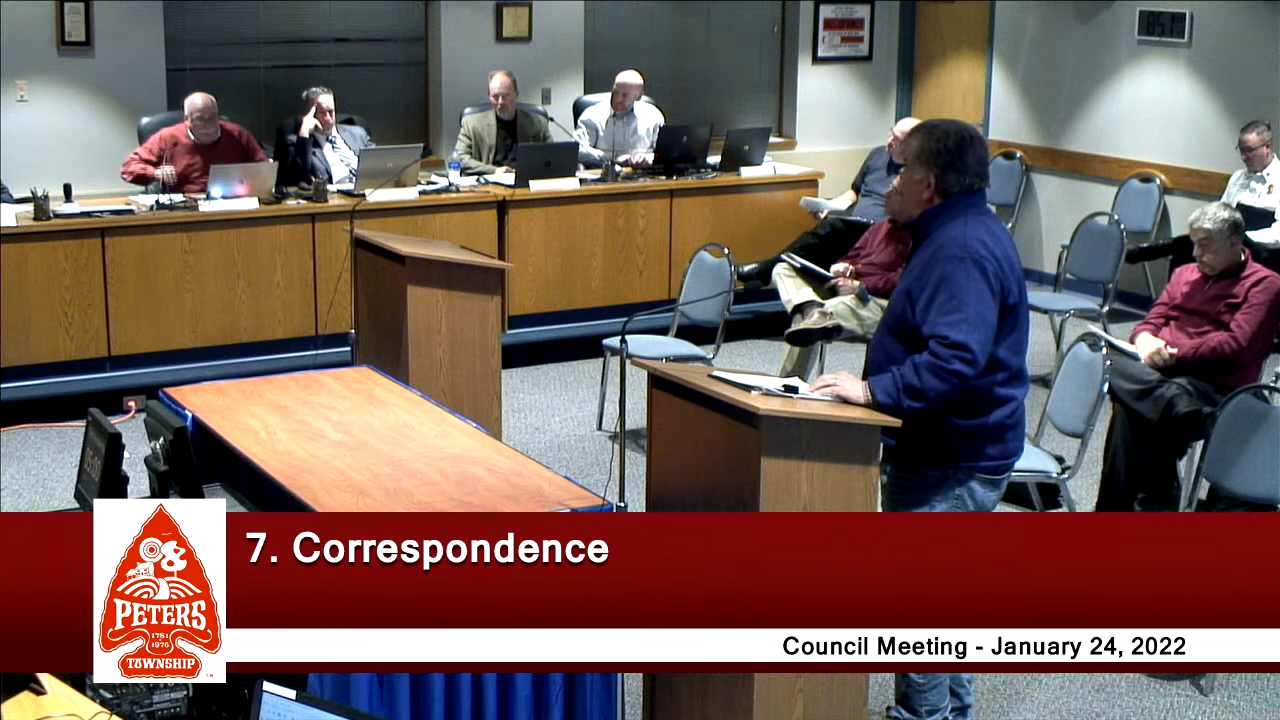 7. Correspondence
PETERS
1781
1976
TOWNSHIP
Council Meeting - January 24, 2022